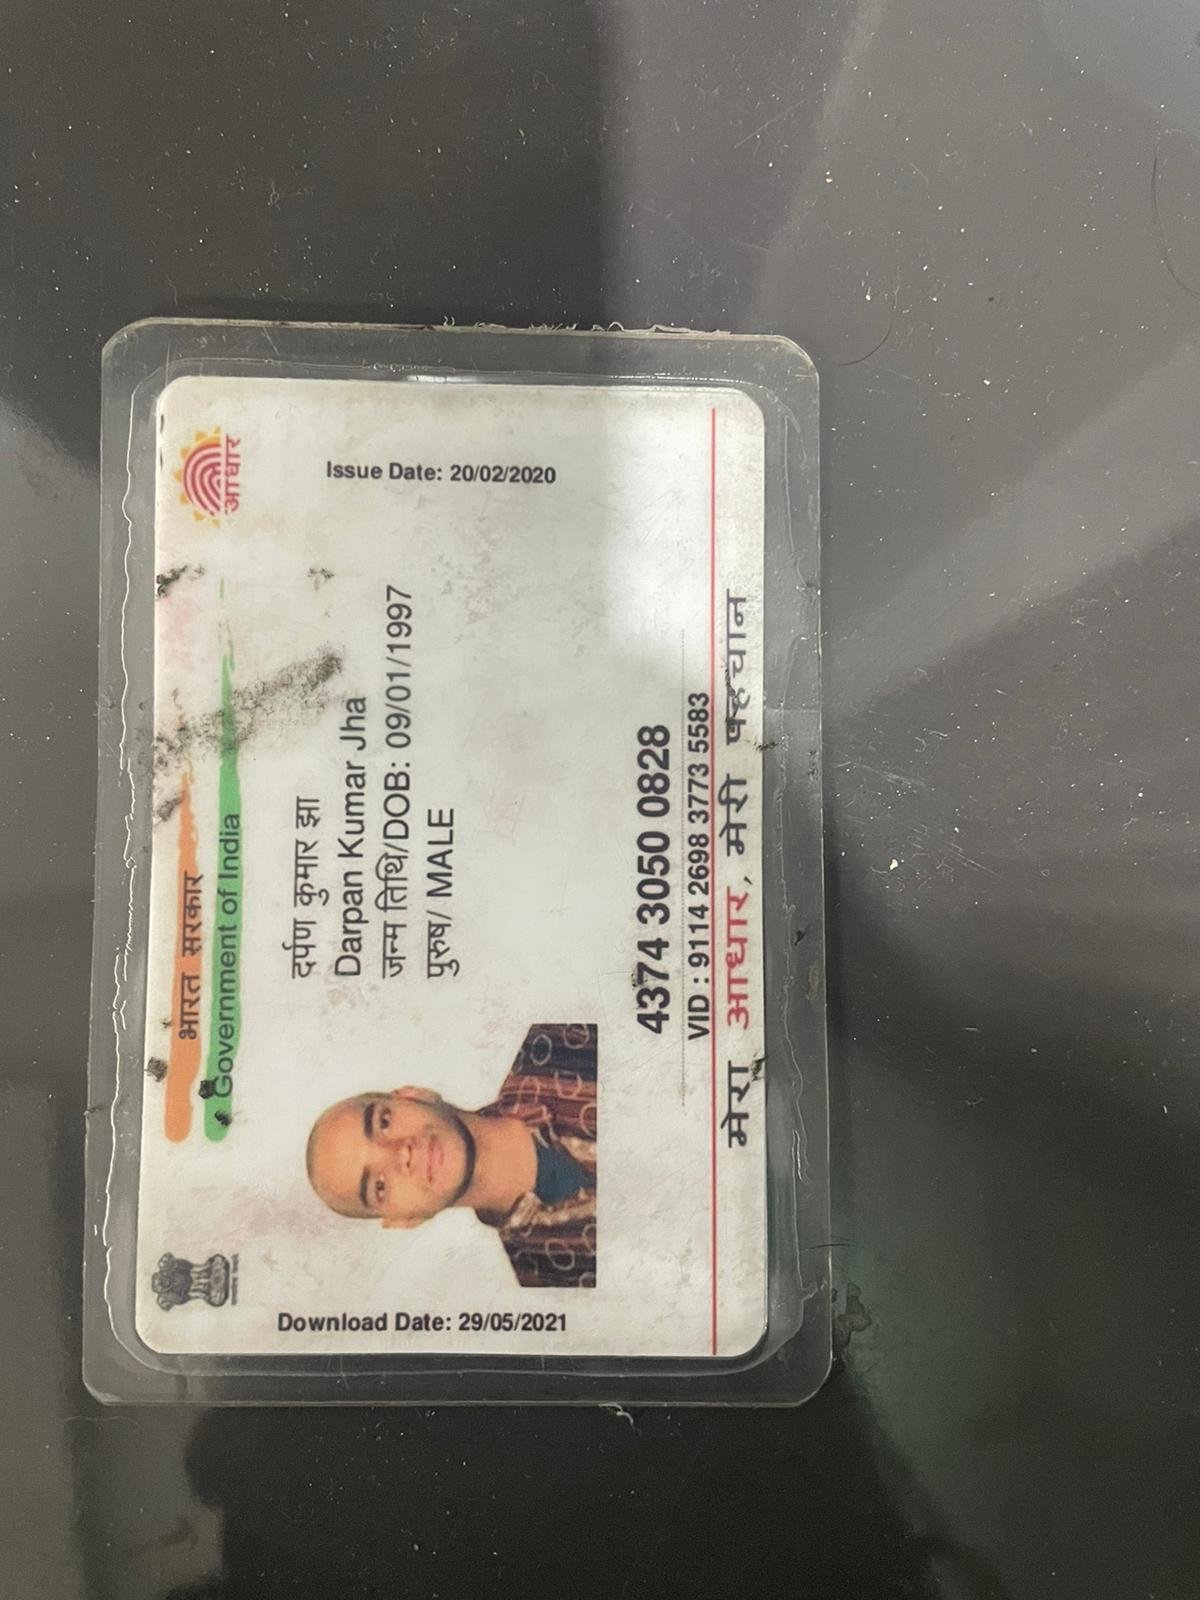 भारत सरकार
Government of India
आधार
Issue Date: 20/02/2020
Download Date: 29/05/2021
दर्पण कुमार झा
Darpan Kumar Jha
जन्म तिथि/DOB: 09/01/1997
पुरुष/ MALE
4374 3050 0828
VID : 9114 2698 3773 5583
मेरा आधार, मेरी पहचान